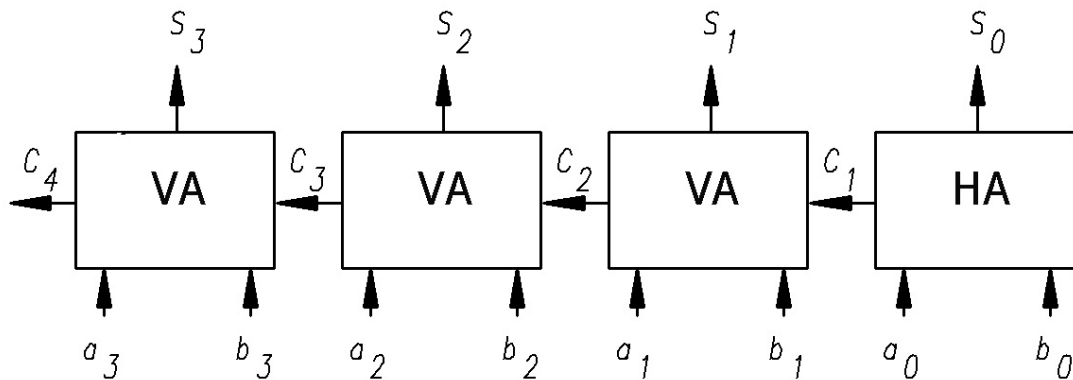 S3 S2 S1 S0
C4 VA C3 VA C2 VA C1 HA
a3 b3 a2 b2 a1 b1 a0 b0